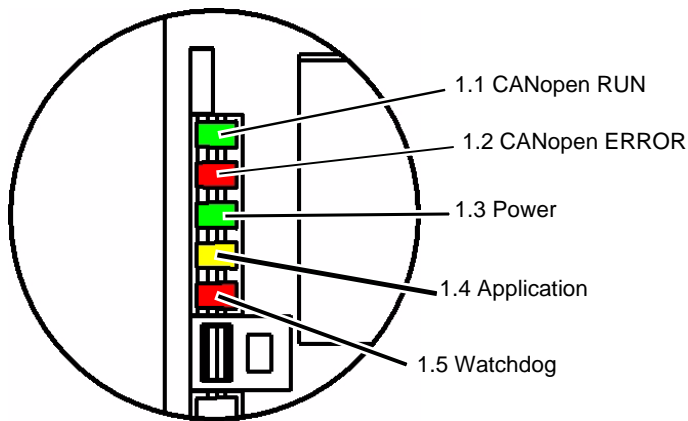 1.1 CANopen RUN
1.2 CANopen ERROR
1.3 Power
1.4 Application
1.5 Watchdog